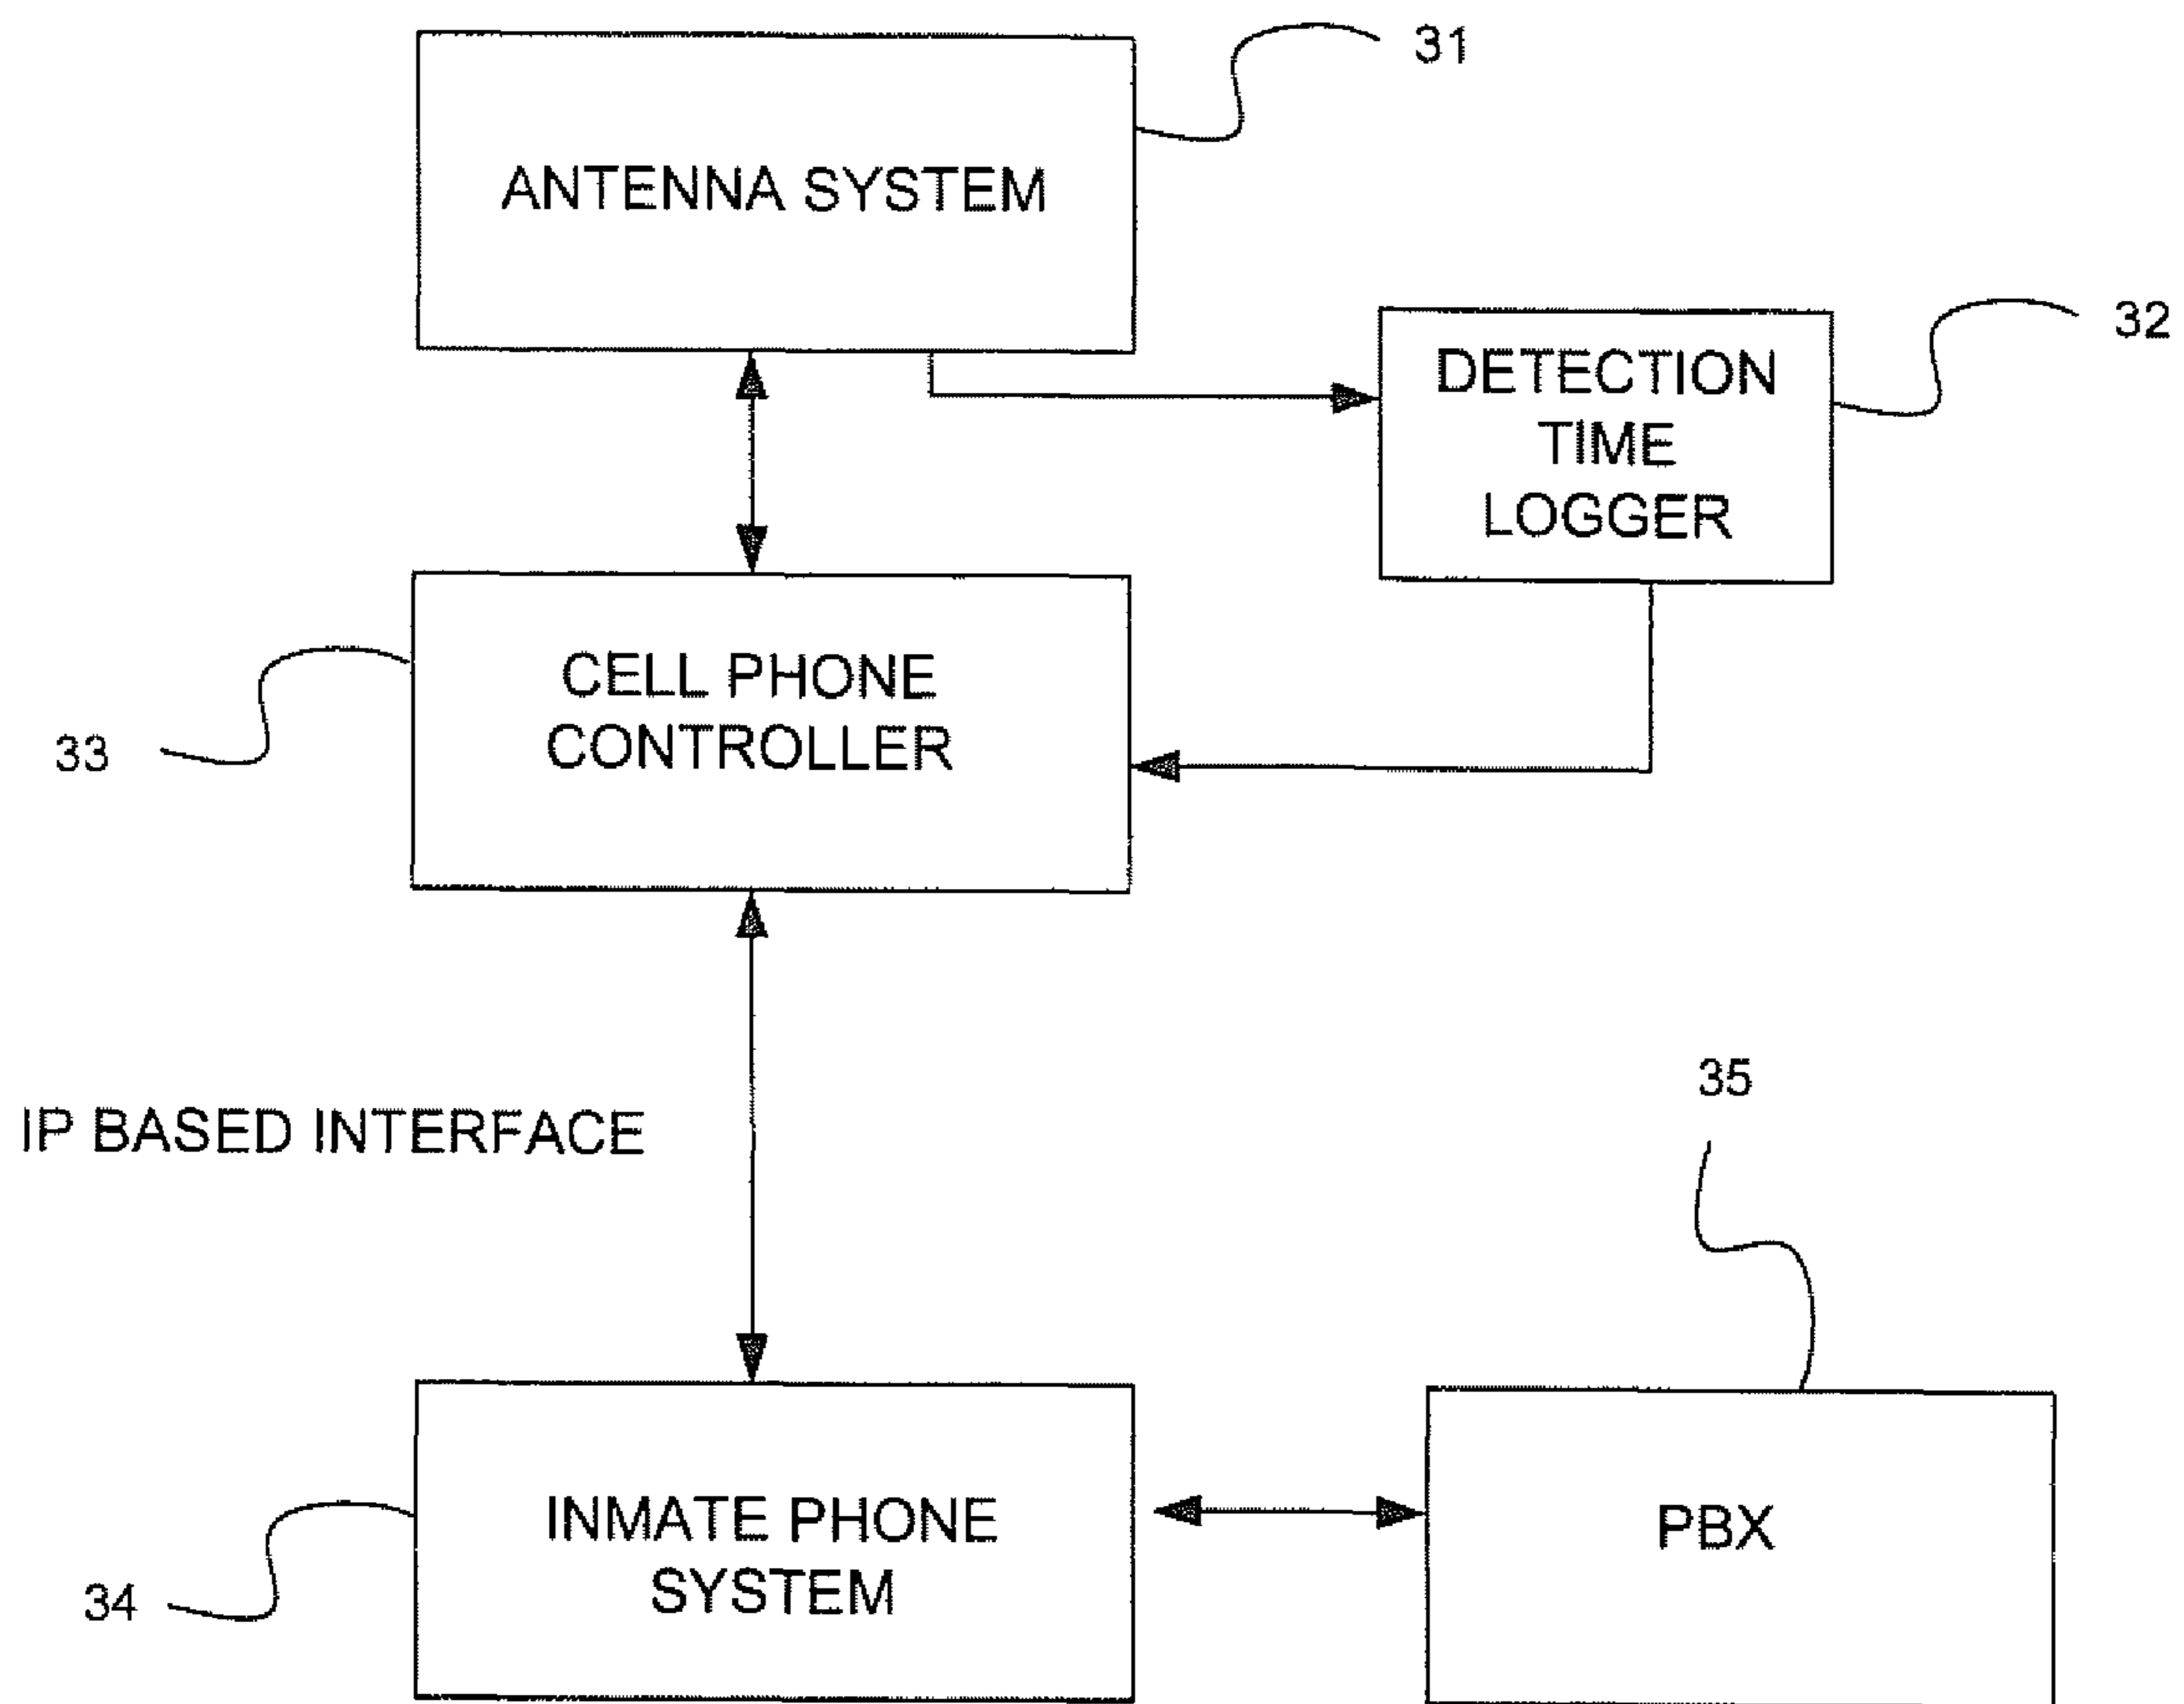 31
ANTENNA SYSTEM
32
DETECTION
TIME
LOGGER
CELL PHONE
CONTROLLER
33
35
IP BASED INTERFACE
INMATE PHONE
SYSTEM
PBX
34